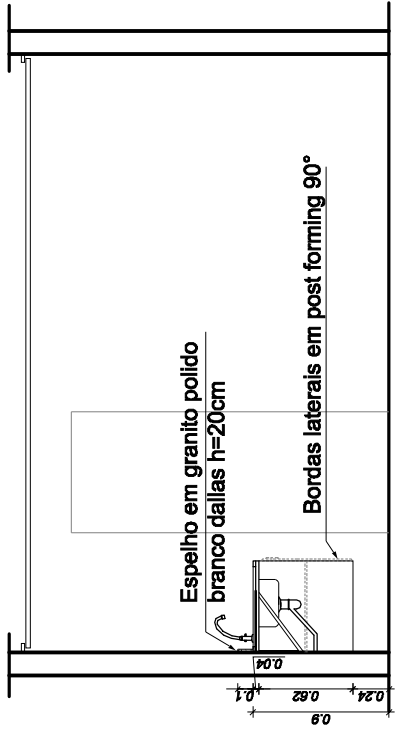 Espelho em granito polido
branco dallas h=20cm
Bordas laterais em post forming 90°
0.04
0.1
0.62
0.24
0.9